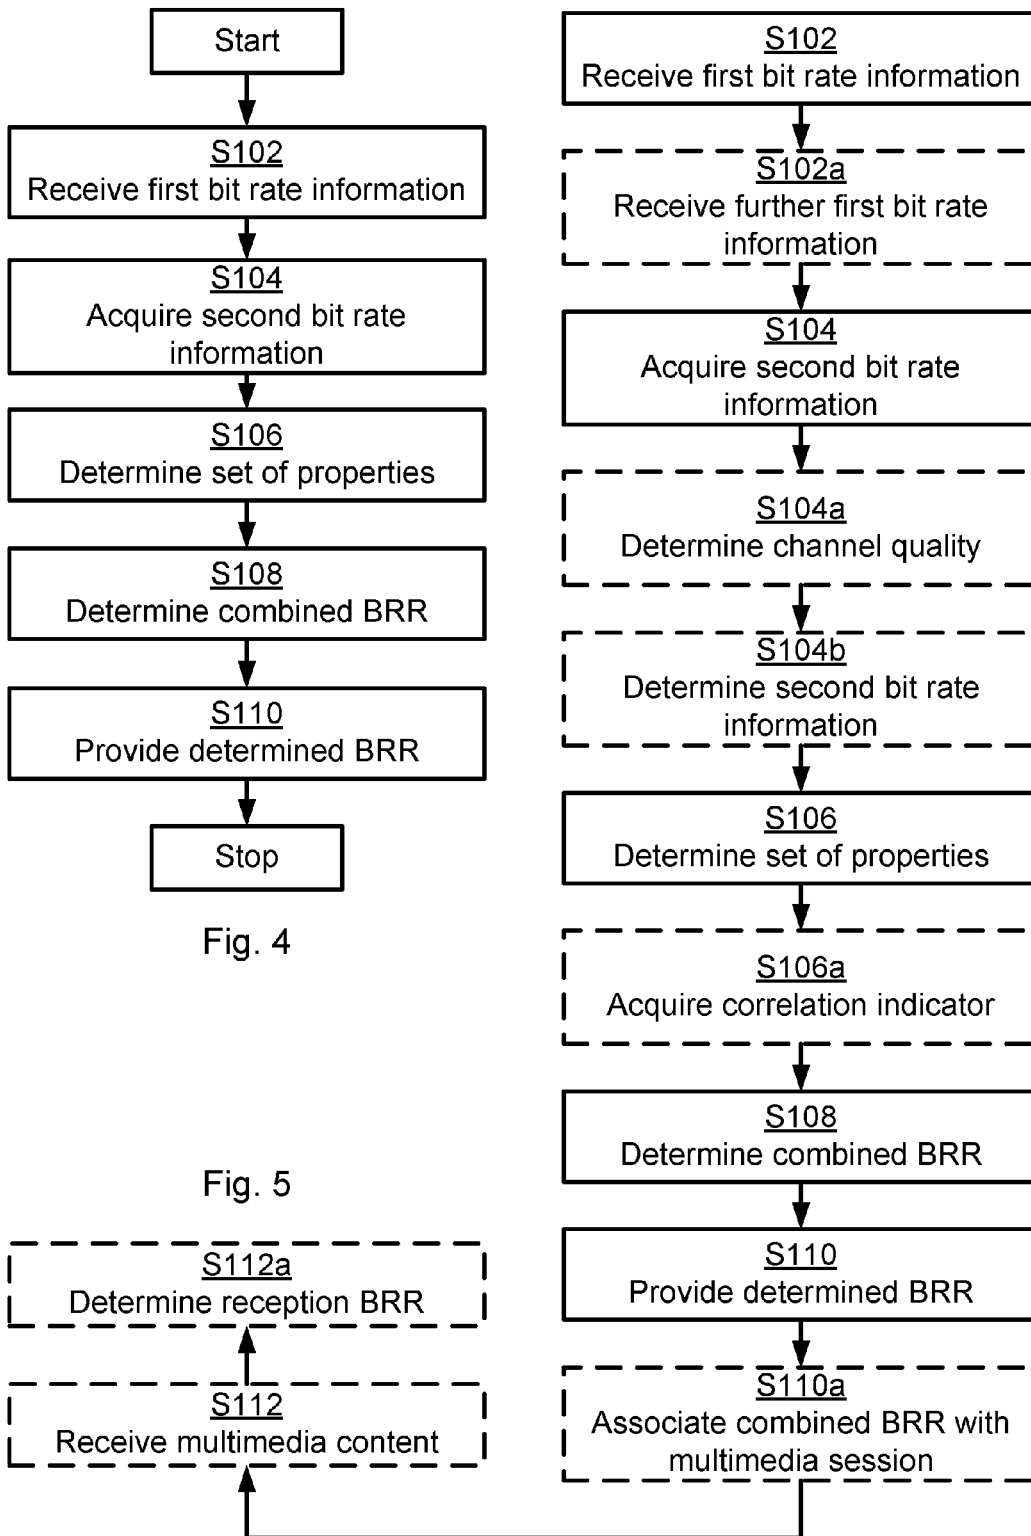 Start
S102
Receive first bit rate information
S104
Acquire second bit rate
information
S106
Determine set of properties
S108
Determine combined BRR
S110
Provide determined BRR
Stop
Fig. 4
S102
Receive first bit rate information
S102a
Receive further first bit rate
information
S104
Acquire second bit rate
information
S104a
Determine channel quality
S104b
Determine second bit rate
information
S106
Determine set of properties
S106a
Acquire correlation indicator
S108
Determine combined BRR
S110
Provide determined BRR
S110a
Associate combined BRR with
multimedia session
S112
Receive multimedia content
S112a
Determine reception BRR
Fig. 5